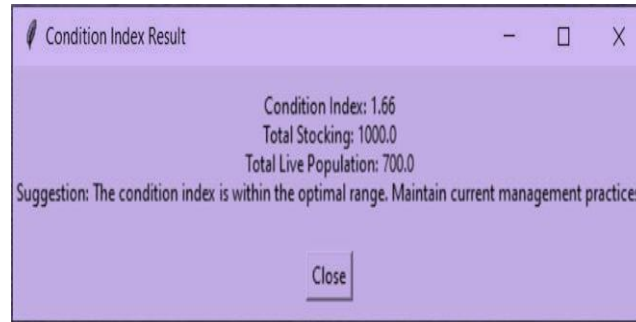 Condition Index Result
Condition Index: 1.66
Total Stocking: 1000.0
Total Live Population: 700.0
Suggestion: The condition index is within the optimal range. Maintain current management practices
Close